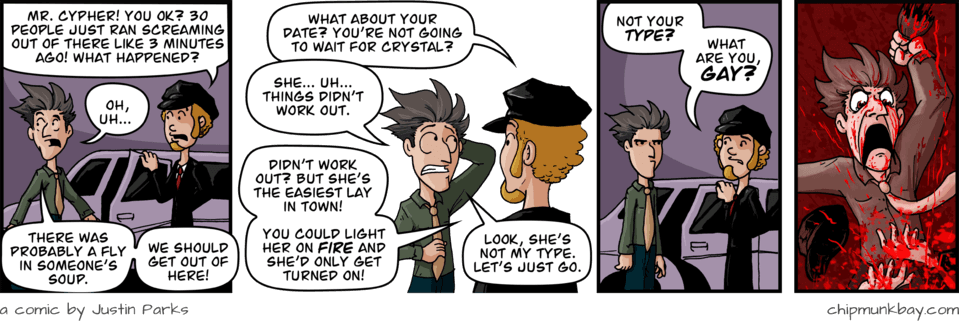 MR. CYPHER! YOU OK? 30
PEOPLE JUST RAN SCREAMING
OUT OF THERE LIKE 3 MINUTES
AGO! WHAT HAPPENED?
OH,
UH...
THERE WAS
PROBABLY A FLY
IN SOMEONE'S
SOUP.
WE SHOULD
GET OUT OF
HERE!
WHAT ABOUT YOUR
DATE? YOU'RE NOT GOING
TO WAIT FOR CRYSTAL?
SHE... UH...
THINGS DIDN'T
WORK OUT.
DIDN'T WORK
OUT? BUT SHE'S
THE EASIEST LAY
IN TOWN!
YOU COULD LIGHT
HER ON FIRE AND
SHE'D ONLY GET
TURNED ON!
LOOK, SHE'S
NOT MY TYPE.
LET'S JUST GO.
NOT YOUR
TYPE?
WHAT
ARE YOU,
GAY?
a comic by Justin Parks
chipmunkbay.com